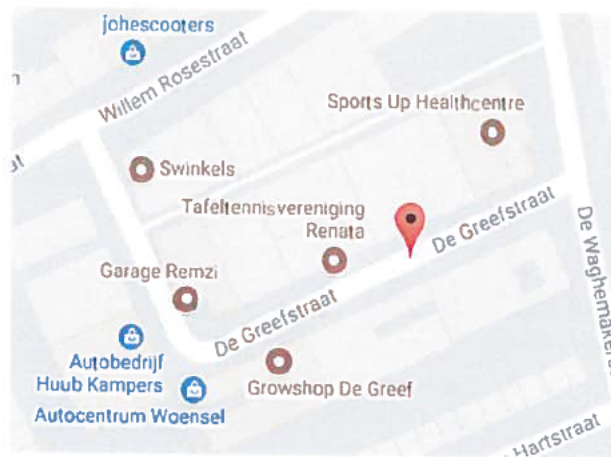 johescooters
Willem Rosestraat
Sports Up Healthcentre
Swinkels
Tafeltennisvereniging
Renata
De Greefstraat
Garage Remzi
De Greefstraat
Autobedrijf
Huub Kampers
Autocentrum Woensel
Growshop De Greef
Hartstraat